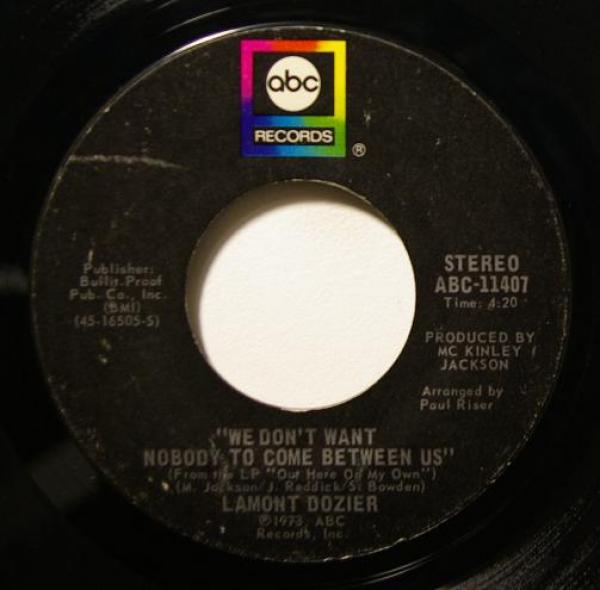 abc
RECORDS
®
Publisher:
Bullit-Proof
Pub. Co., Inc.
(BMI)
(45-16505-S)
STEREO
ABC-11407
Time: 4:20
PRODUCED BY
MC KINLEY
JACKSON
Arranged by
Paul Riser
"WE DON'T WANT
NOBODY TO COME BETWEEN US"
(From the LP "Out Here On My Own")
(M. Jackson/J. Reddick/S. Bowden)
LAMONT DOZIER
℗1973, ABC
Records, Inc.